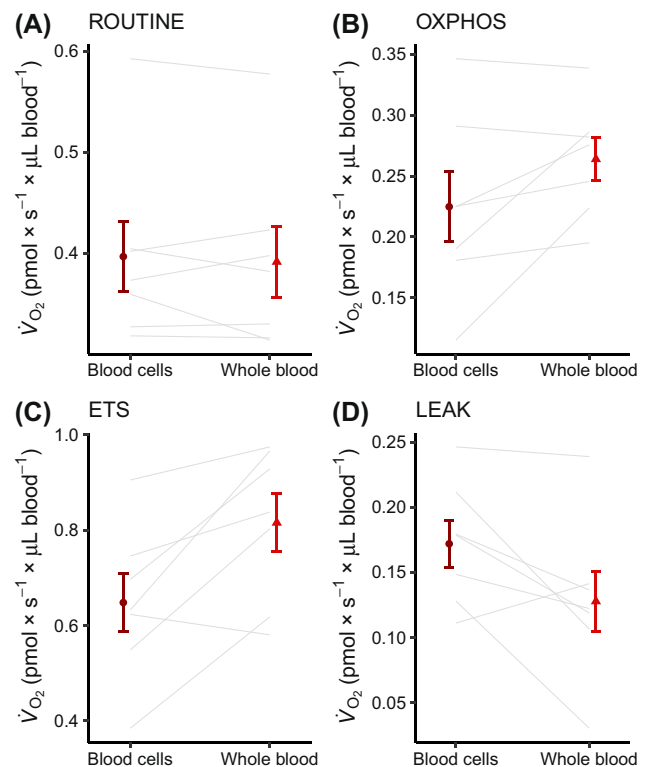 (A) ROUTINE
V̇O₂ (pmol × s⁻¹ × μL blood⁻¹)
0.6
0.5
0.4
Blood cells Whole blood
(B) OXPHOS
V̇O₂ (pmol × s⁻¹ × μL blood⁻¹)
0.35
0.30
0.25
0.20
0.15
Blood cells Whole blood
(C) ETS
V̇O₂ (pmol × s⁻¹ × μL blood⁻¹)
1.0
0.8
0.6
0.4
Blood cells Whole blood
(D) LEAK
V̇O₂ (pmol × s⁻¹ × μL blood⁻¹)
0.25
0.20
0.15
0.10
0.05
Blood cells Whole blood